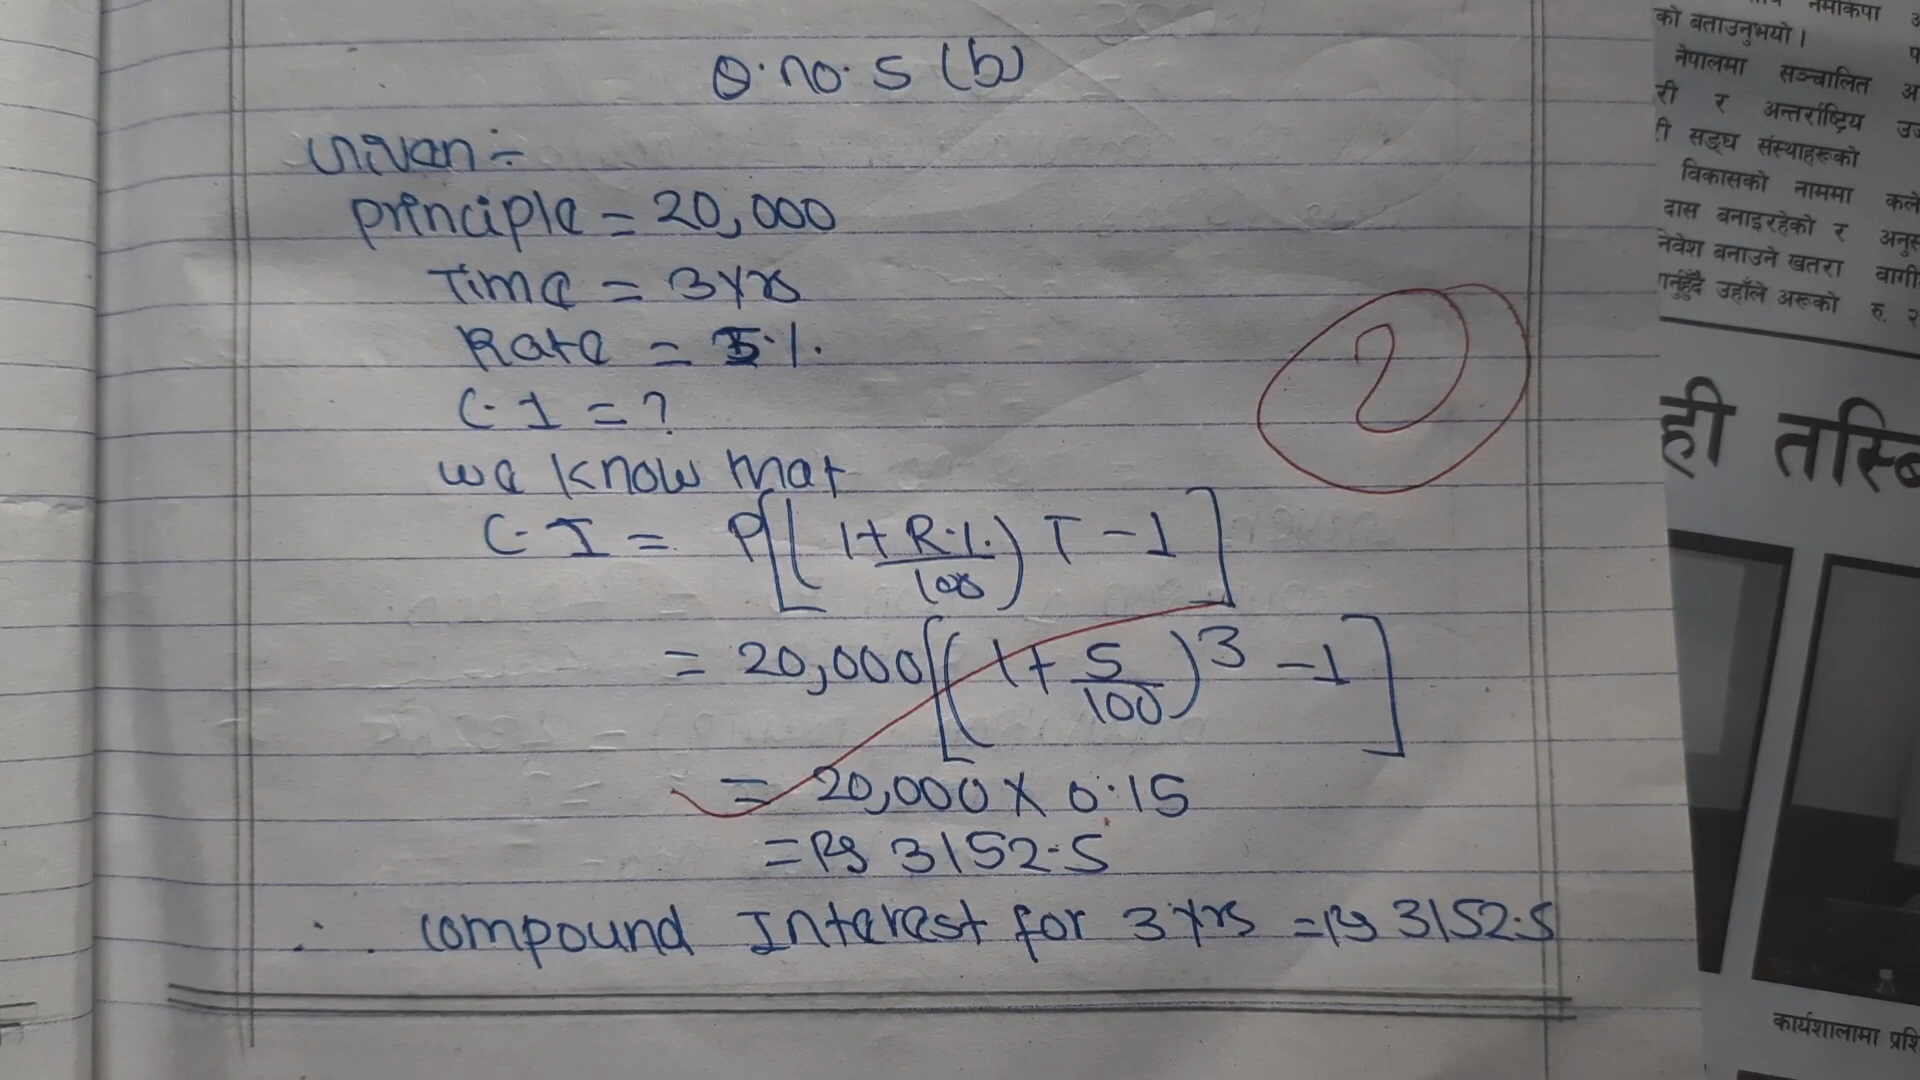 Q.no.5 (b)
Given:-
principle = 20,000
Time = 3yrs
Rate = 5%
C.I = ?
we know that
C.I = P[(1+R%/100)T-1]
= 20,000[(1+5/100)3-1]
= 20,000 X 0.15
= Rs 3152.5
∴ compound Interest for 3yrs = Rs 3152.5
2
को बताउनुभयो।
नेपालमा सञ्चालित
री र अन्तर्राष्ट्रिय
सङ्घ संस्थाहरूको
विकासको नाममा
दास बनाइरहेको र
बनाउने खतरा
उहाँले अरूको रु.
ही
कार्यशालामा